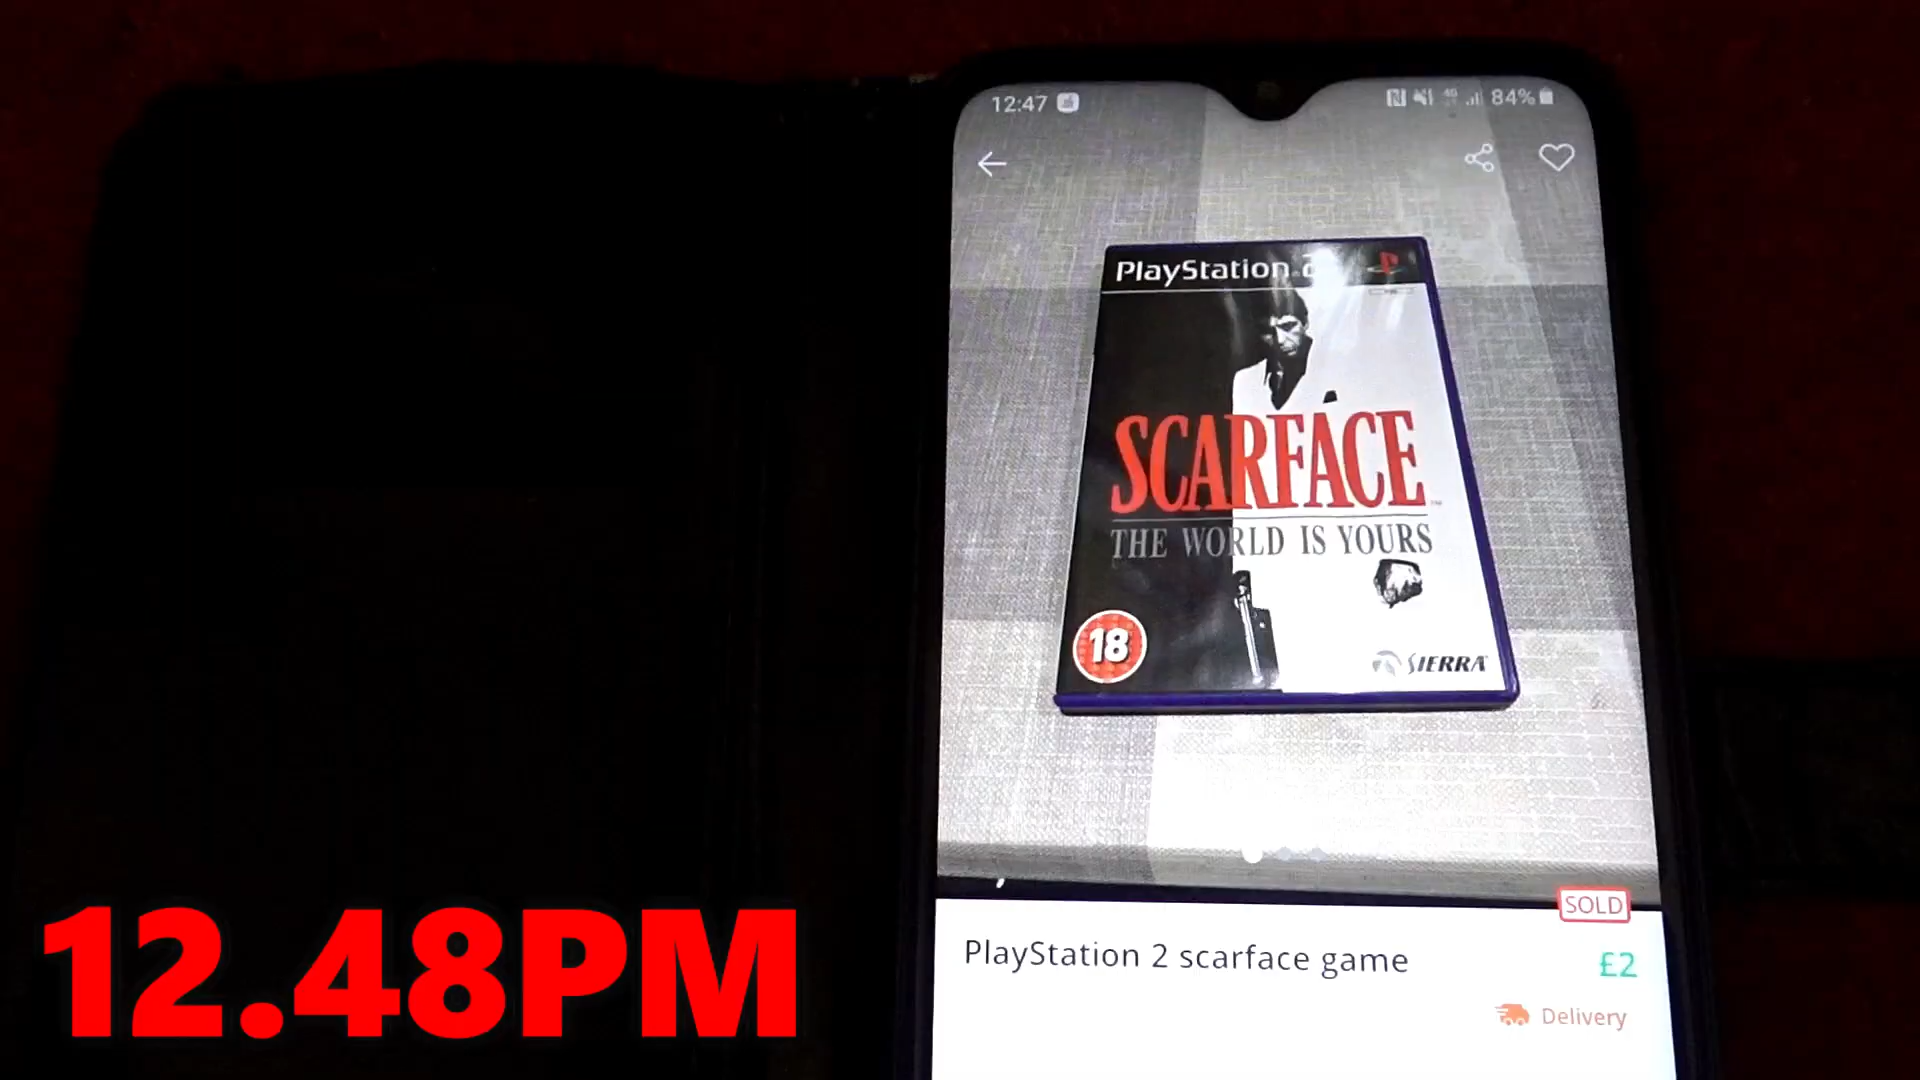 12:47
84%
PlayStation 2
SCARFACE
THE WORLD IS YOURS
18
SIERRA
SOLD
PlayStation 2 scarface game
£2
Delivery
12.48PM